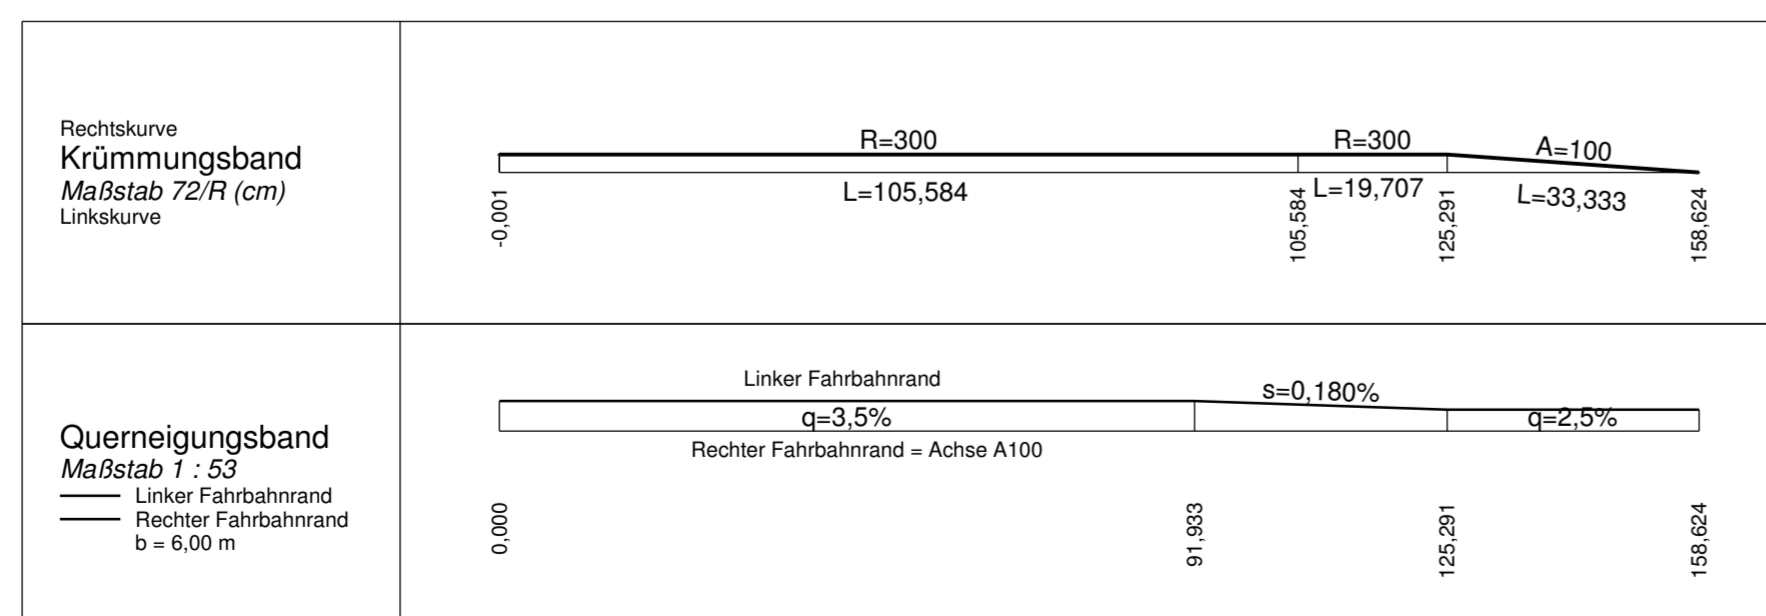 Rechtskurve
Krümmungsband
Maßstab 72/R (cm)
Linkskurve
R=300
R=300
A=100
L=105,584
L=19,707
L=33,333
-0,001
105,584
125,291
158,624
Querneigungsband
Maßstab 1 : 53
Linker Fahrbahnrand
Rechter Fahrbahnrand
b = 6,00 m
Linker Fahrbahnrand
s=0,180%
q=3,5%
q=2,5%
Rechter Fahrbahnrand = Achse A100
0,000
91,933
125,291
158,624